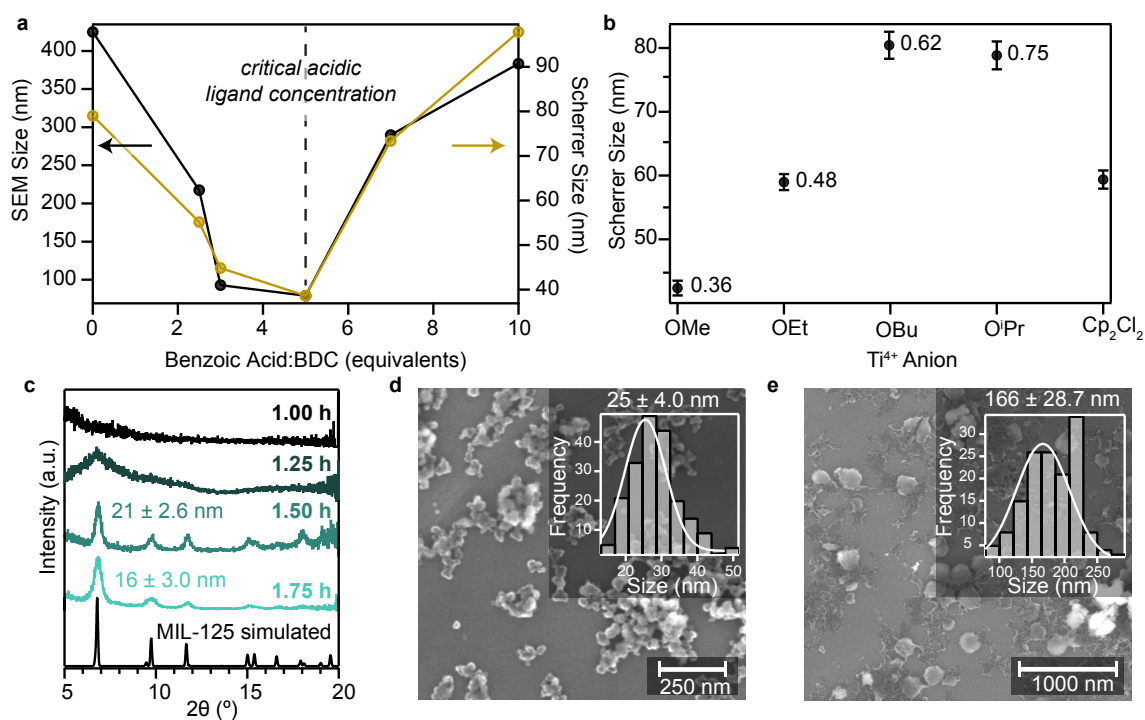 a
SEM Size (nm)
400
350
300
250
200
150
100
critical acidic
ligand concentration
90
80
70
60
50
40
Scherrer Size (nm)
0
2
4
6
8
10
Benzoic Acid:BDC (equivalents)
b
Scherrer Size (nm)
80
70
60
50
0.36
0.48
0.62
0.75
OMe
OEt
OBu
OⁱPr
Cp₂Cl₂
Ti⁴⁺ Anion
c
Intensity (a.u.)
1.00 h
1.25 h
1.50 h
21 ± 2.6 nm
1.75 h
16 ± 3.0 nm
MIL-125 simulated
5
10
15
20
2θ (º)
d
25 ± 4.0 nm
Frequency
40
30
20
10
20
30
40
50
Size (nm)
250 nm
e
166 ± 28.7 nm
Frequency
30
25
20
15
10
5
100
150
200
250
Size (nm)
1000 nm